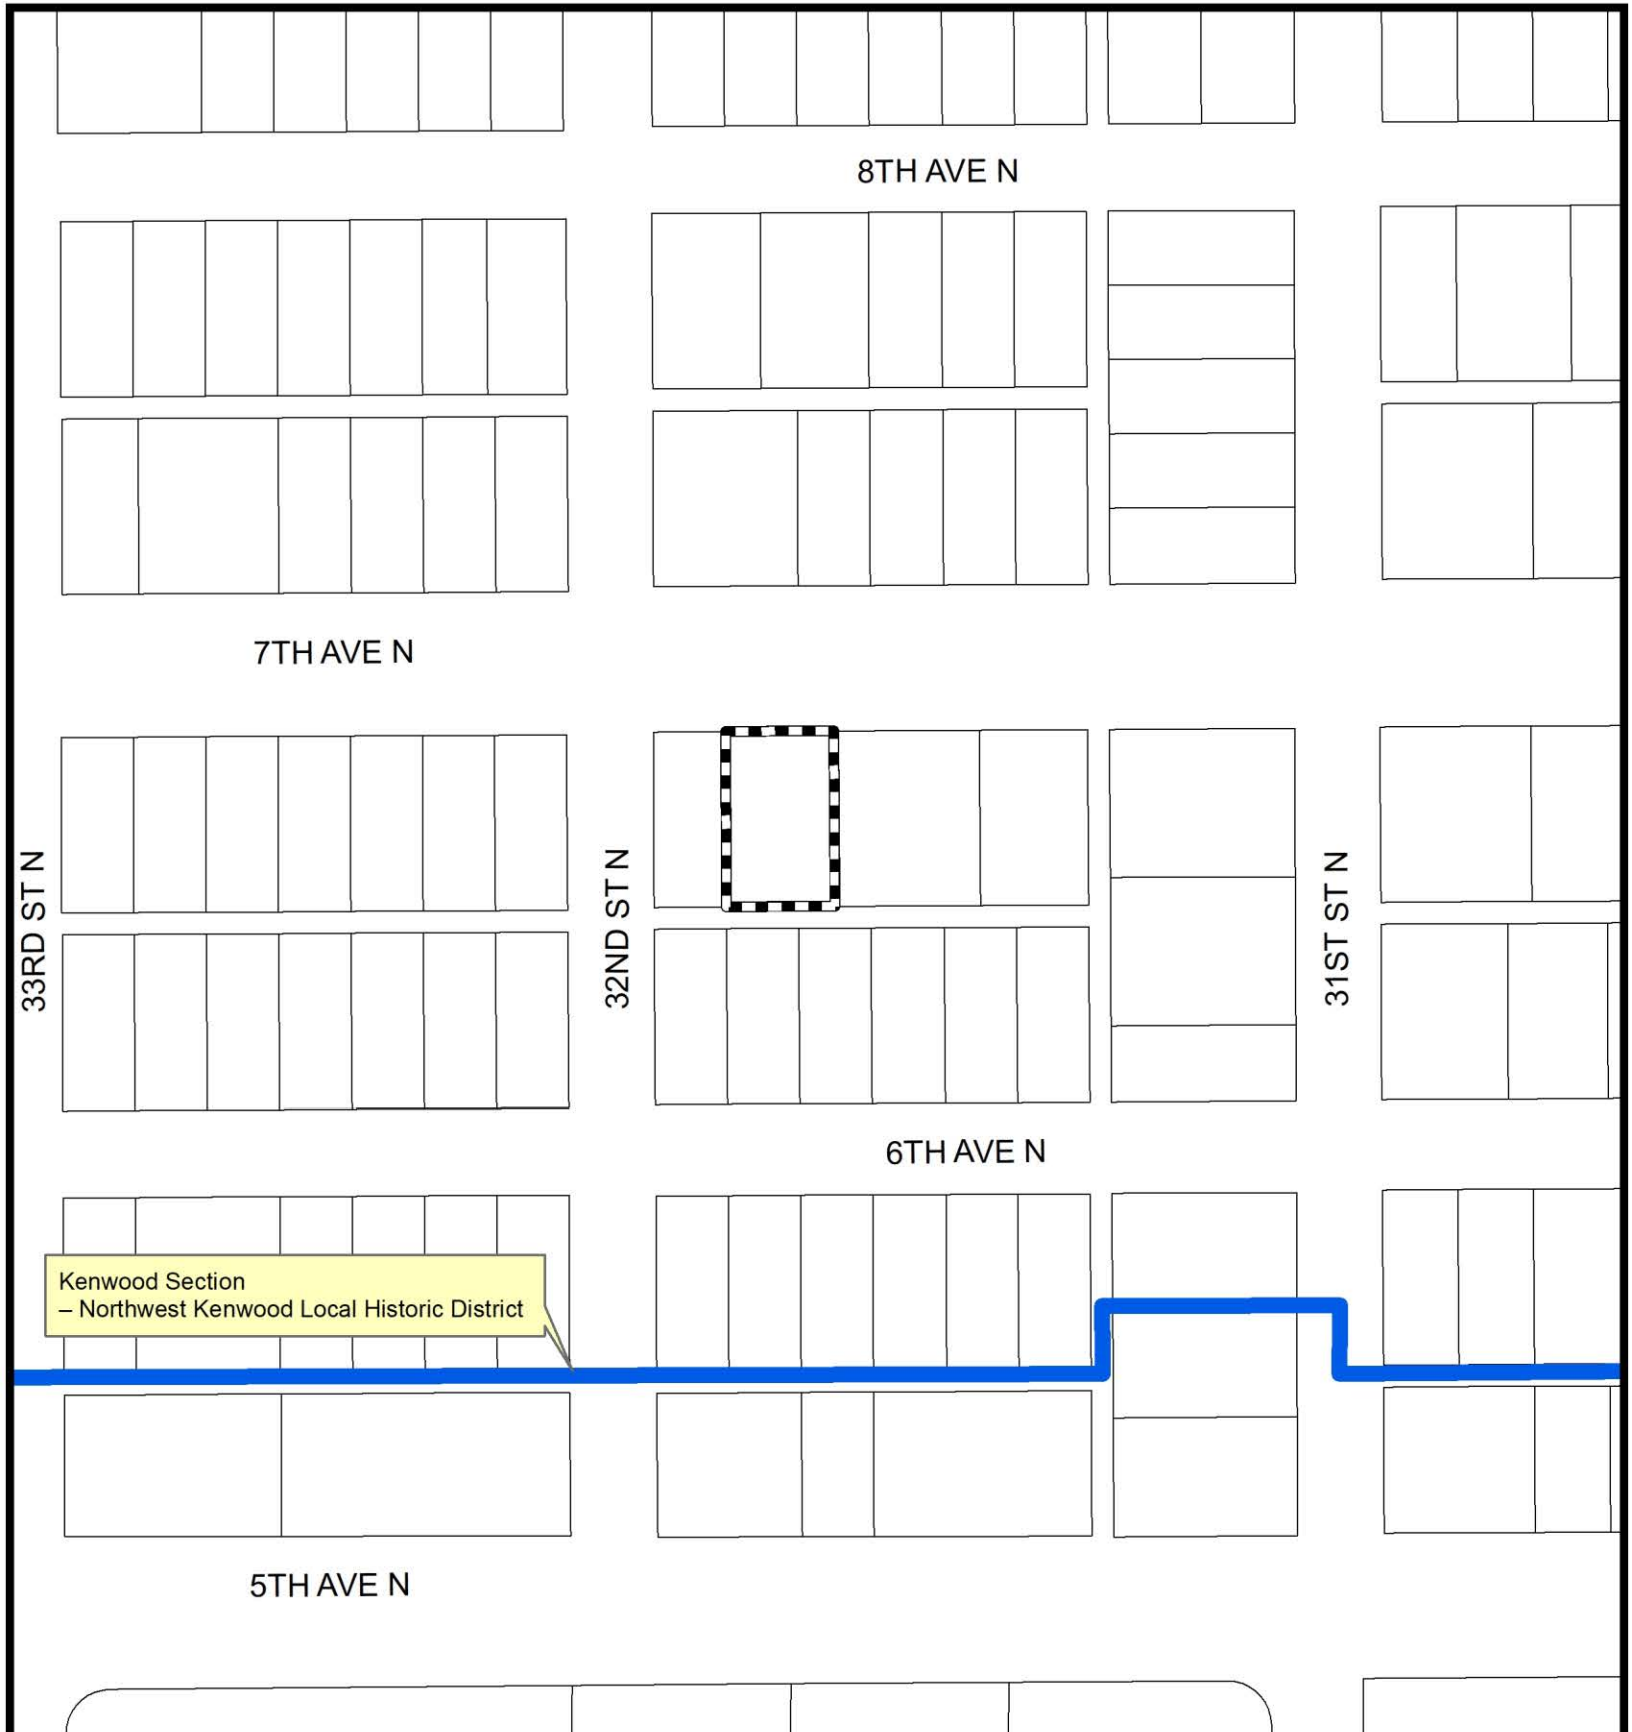 8TH AVE N
7TH AVE N
33RD ST N
32ND ST N
31ST ST N
6TH AVE N
Kenwood Section
– Northwest Kenwood Local Historic District
5TH AVE N